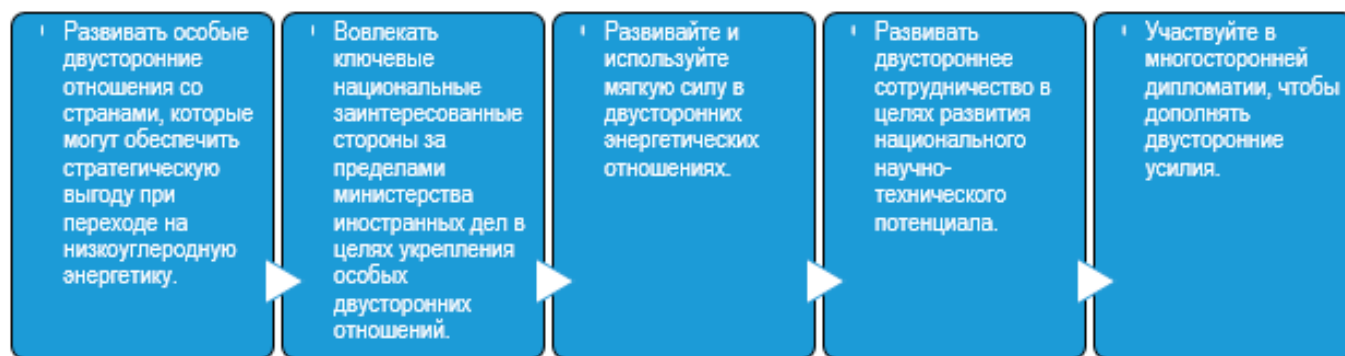 Развивать особые
двусторонние
отношения со
странами, которые
могут обеспечить
стратегическую
выгоду при
переходе на
низкоуглеродную
энергетику.
Вовлекать
ключевые
национальные
заинтересованные
стороны за
пределами
министерства
иностранных дел в
целях укрепления
особых
двусторонних
отношений.
Развивайте и
используйте
мягкую силу в
двусторонних
энергетических
отношениях.
Развивать
двустороннее
сотрудничество в
целях развития
национального
научно-
технического
потенциала.
Участвуйте в
многосторонней
дипломатии, чтобы
дополнять
двусторонние
усилия.